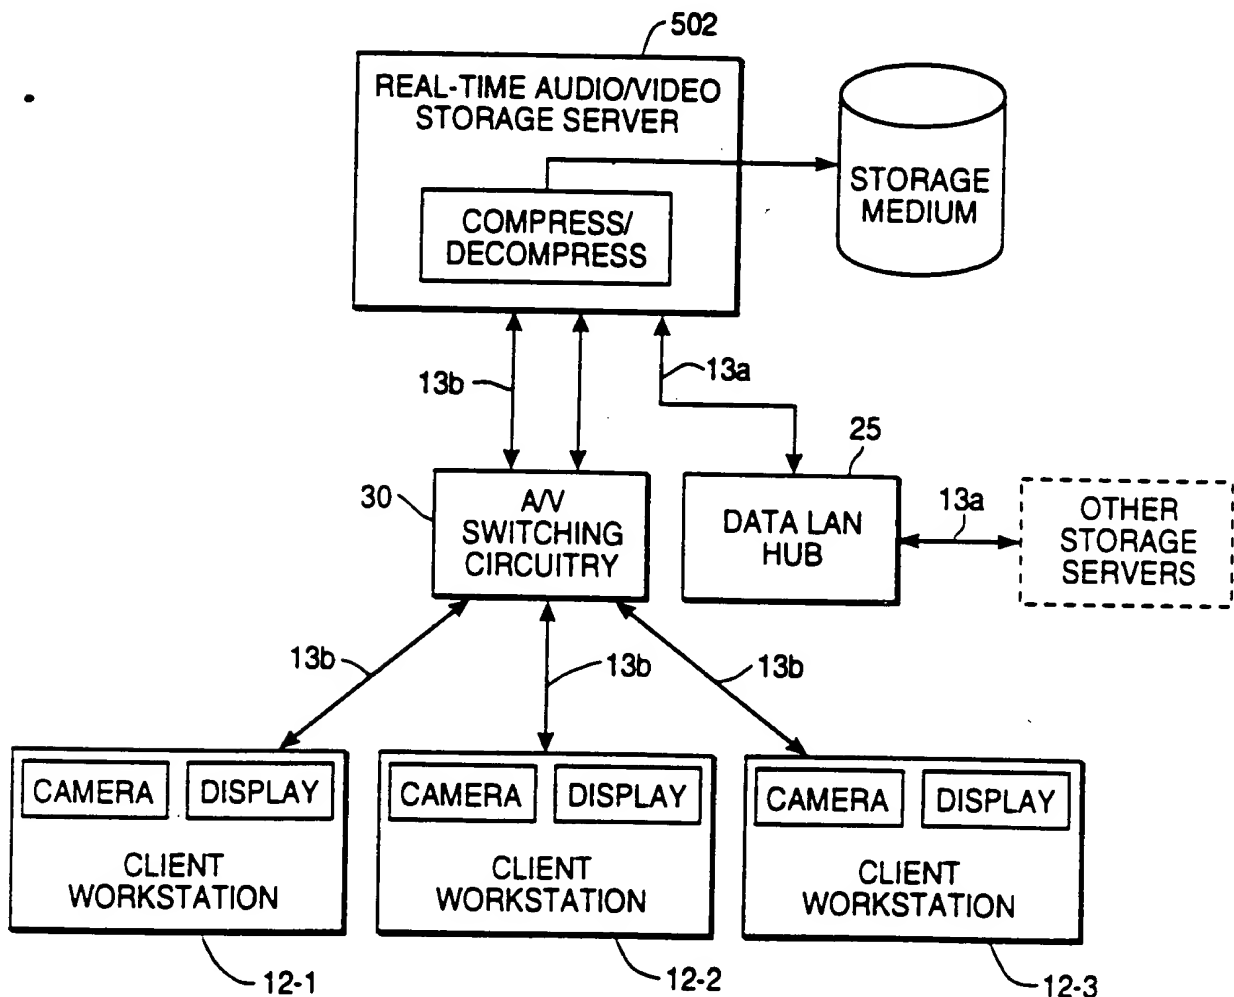 502
REAL-TIME AUDIO/VIDEO
STORAGE SERVER
COMPRESS/
DECOMPRESS
STORAGE
MEDIUM
13b
13a
25
30
A/V
SWITCHING
CIRCUITRY
DATA LAN
HUB
13a
OTHER
STORAGE
SERVERS
13b
13b
13b
CAMERA
DISPLAY
CLIENT
WORKSTATION
CAMERA
DISPLAY
CLIENT
WORKSTATION
CAMERA
DISPLAY
CLIENT
WORKSTATION
12-1
12-2
12-3